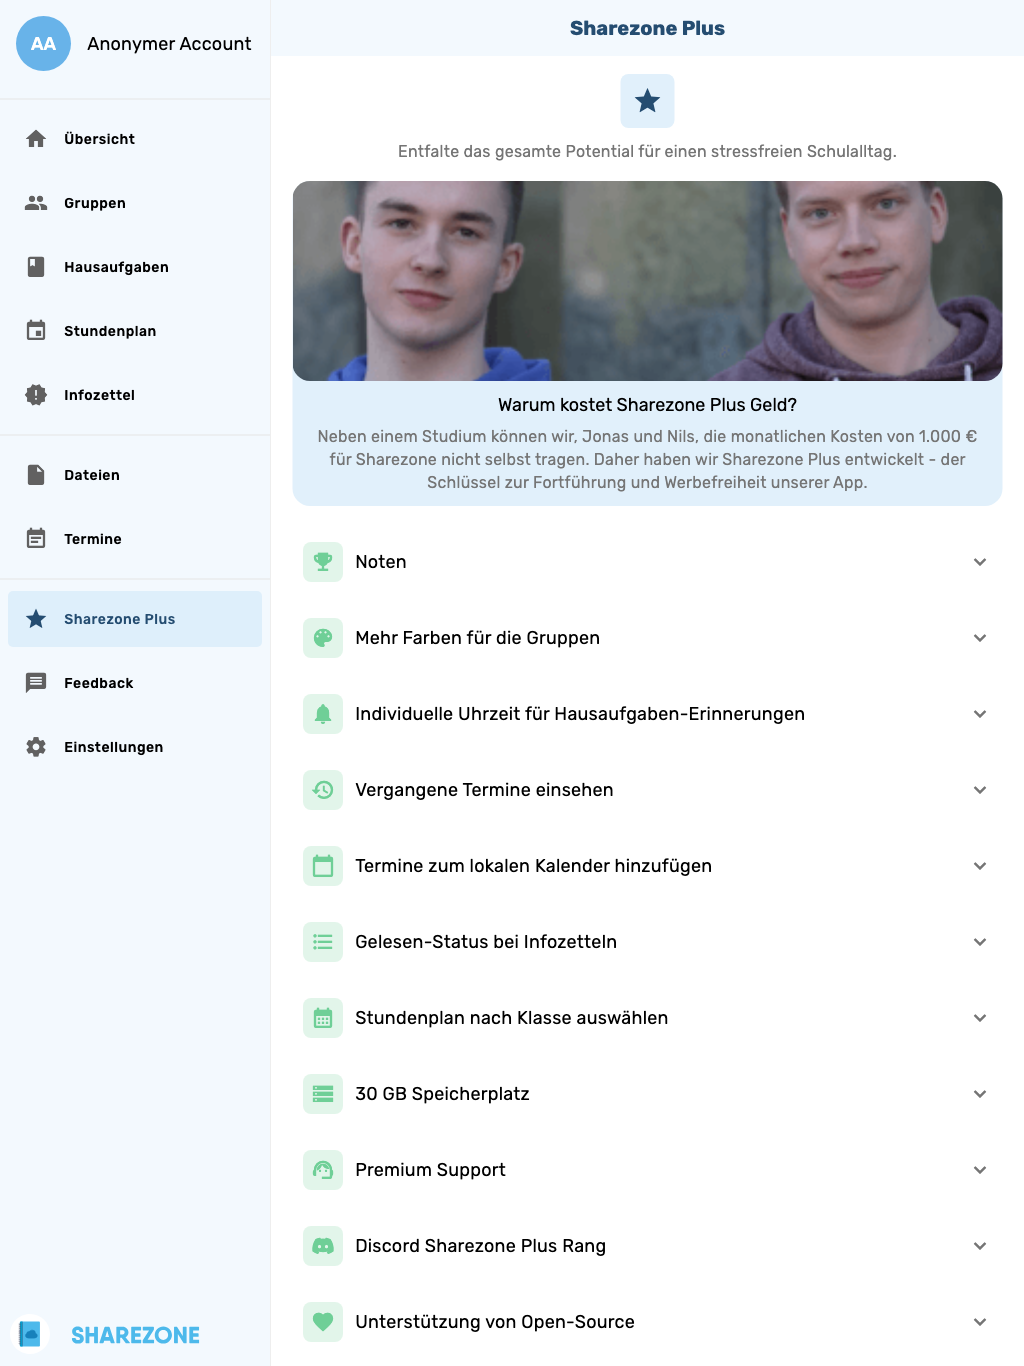 AA
Anonymer Account
Übersicht
Gruppen
Hausaufgaben
Stundenplan
Infozettel
Dateien
Termine
Sharezone Plus
Feedback
Einstellungen
SHAREZONE
Sharezone Plus
Entfalte das gesamte Potential für einen stressfreien Schulalltag.
Warum kostet Sharezone Plus Geld?
Neben einem Studium können wir, Jonas und Nils, die monatlichen Kosten von 1.000 €
für Sharezone nicht selbst tragen. Daher haben wir Sharezone Plus entwickelt - der
Schlüssel zur Fortführung und Werbefreiheit unserer App.
Noten
Mehr Farben für die Gruppen
Individuelle Uhrzeit für Hausaufgaben-Erinnerungen
Vergangene Termine einsehen
Termine zum lokalen Kalender hinzufügen
Gelesen-Status bei Infozetteln
Stundenplan nach Klasse auswählen
30 GB Speicherplatz
Premium Support
Discord Sharezone Plus Rang
Unterstützung von Open-Source